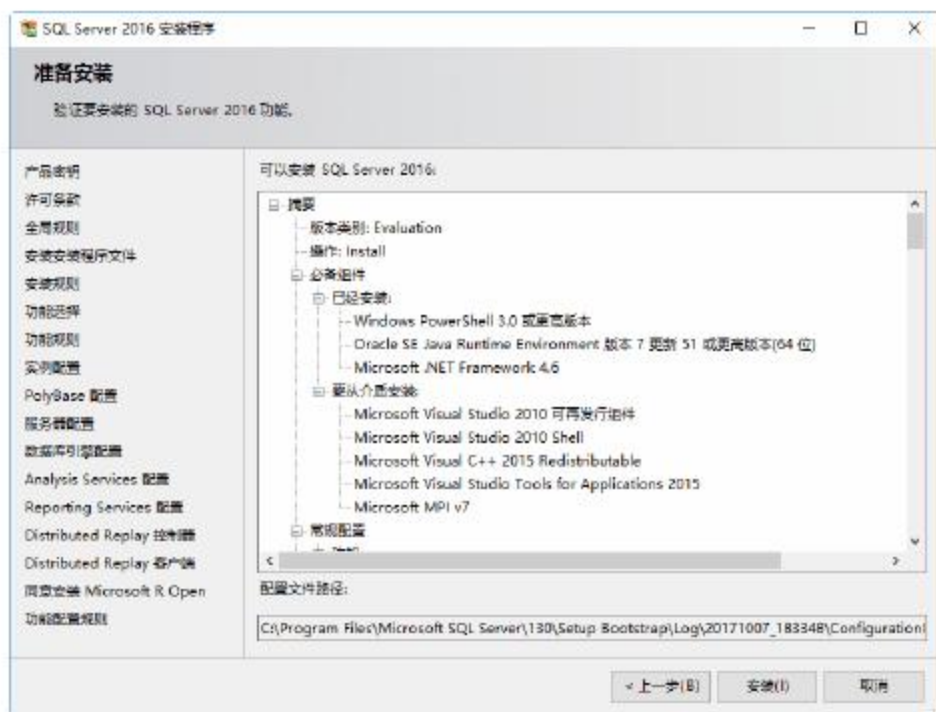 SQL Server 2016 安装程序
准备安装
验证要安装的 SQL Server 2016 功能。
产品密钥
许可条款
全局规则
安装安装程序文件
安装规则
功能选择
功能规则
实例配置
PolyBase 配置
服务器配置
数据库引擎配置
Analysis Services 配置
Reporting Services 配置
Distributed Replay 控制器
Distributed Replay 客户端
同意安装 Microsoft R Open
功能配置规则
可以安装 SQL Server 2016:
摘要
版本类别: Evaluation
操作: Install
必备组件
已经安装:
Windows PowerShell 3.0 或更高版本
Oracle SE Java Runtime Environment 版本 7 更新 51 或更高版本(64 位)
Microsoft .NET Framework 4.6
要从介质安装:
Microsoft Visual Studio 2010 可再发行组件
Microsoft Visual Studio 2010 Shell
Microsoft Visual C++ 2015 Redistributable
Microsoft Visual Studio Tools for Applications 2015
Microsoft MPI v7
常规配置
配置文件路径:
C:\Program Files\Microsoft SQL Server\130\Setup Bootstrap\Log\20171007_183348\Configuration
< 上一步(B)
安装(I)
取消